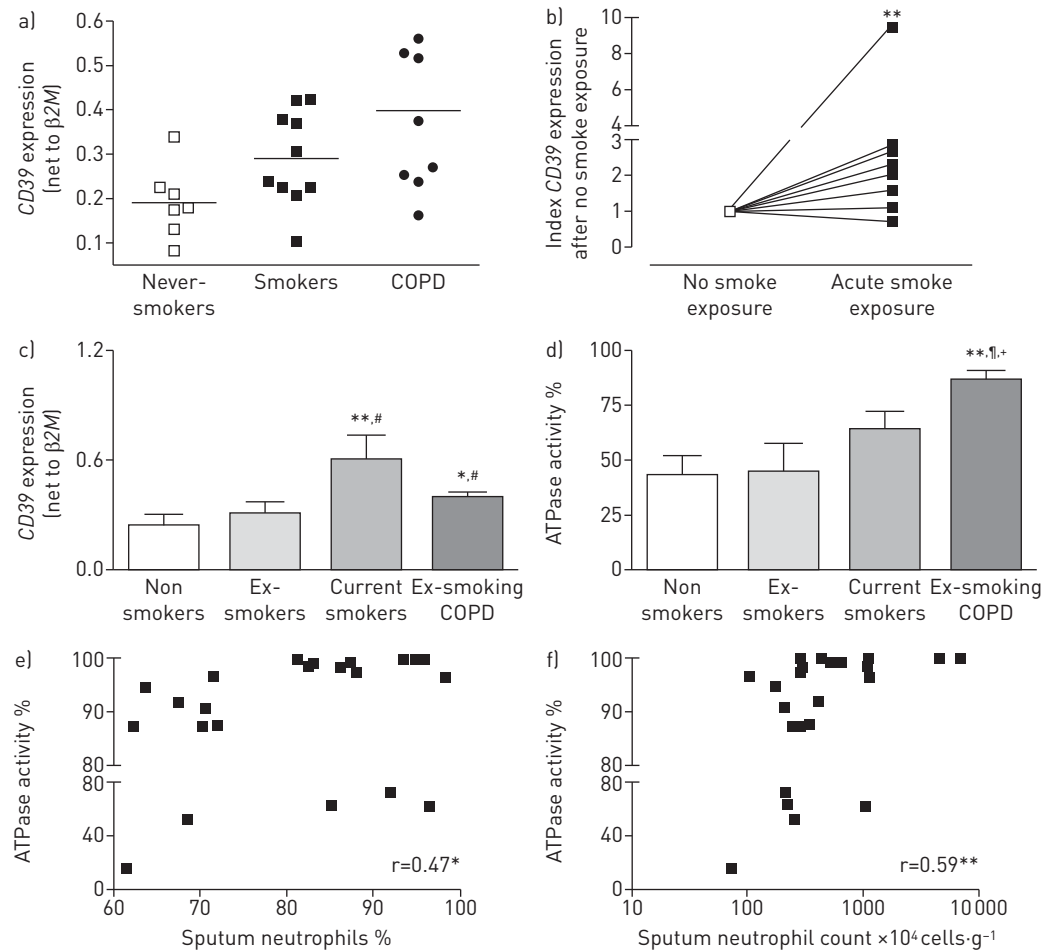 a)
CD39 expression
(net to β2M)
0.6
0.5
0.4
0.3
0.2
0.1
Never-
smokers
Smokers
COPD
b)
Index CD39 expression
after no smoke exposure
10
8
6
4
3
2
1
0
**
No smoke
exposure
Acute smoke
exposure
c)
CD39 expression
(net to β2M)
1.2
0.6
0.0
**,#
*,#
Non
smokers
Ex-
smokers
Current
smokers
Ex-smoking
COPD
d)
ATPase activity %
100
75
50
25
0
**,¶,+
Non
smokers
Ex-
smokers
Current
smokers
Ex-smoking
COPD
e)
ATPase activity %
100
90
80
80
40
0
r=0.47*
60
70
80
90
100
Sputum neutrophils %
f)
ATPase activity %
100
90
80
80
40
0
r=0.59**
10
100
1000
10000
Sputum neutrophil count ×10⁴ cells·g⁻¹